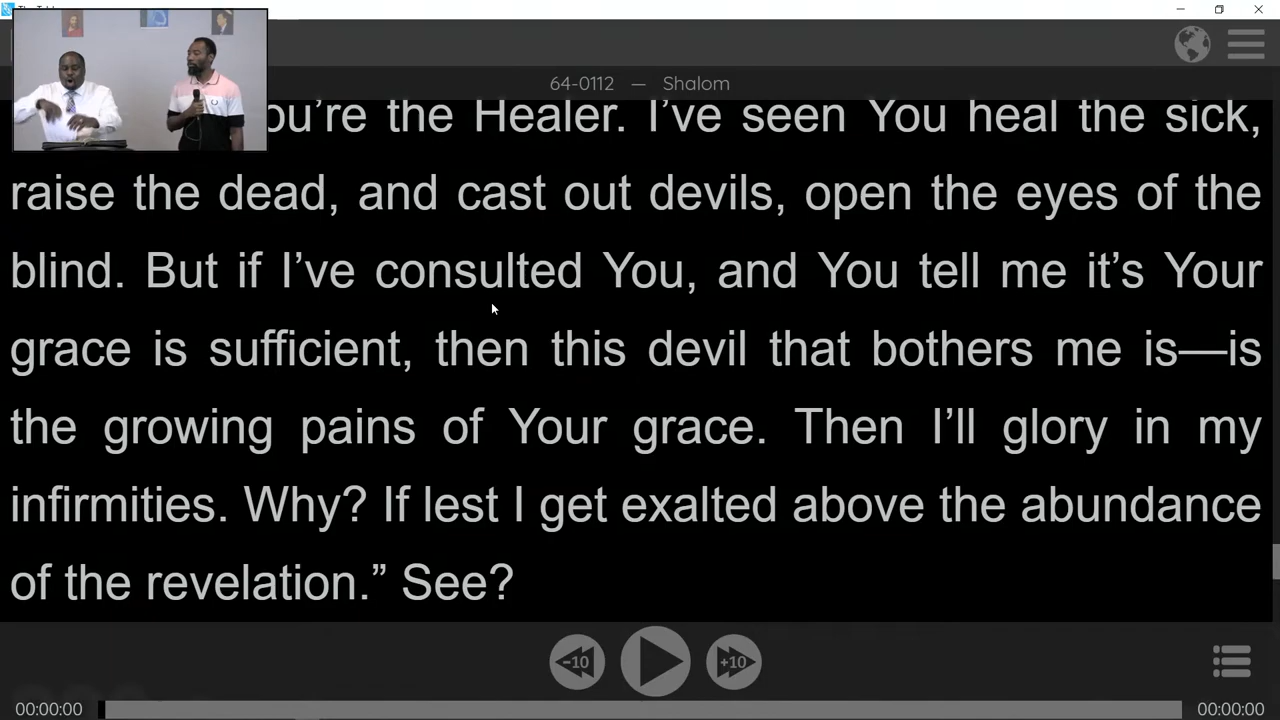 64-0112 — Shalom
ou’re the Healer. I’ve seen You heal the sick,
raise the dead, and cast out devils, open the eyes of the
blind. But if I’ve consulted You, and You tell me it’s Your
grace is sufficient, then this devil that bothers me is—is
the growing pains of Your grace. Then I’ll glory in my
infirmities. Why? If lest I get exalted above the abundance
of the revelation.” See?
-10 +10
00:00:00 00:00:00